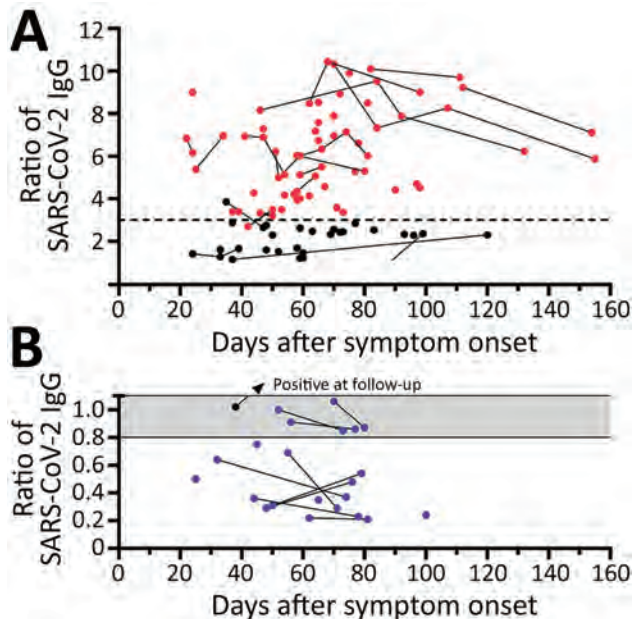 A
Ratio of
SARS-CoV-2 IgG
12
10
8
6
4
2
0 20 40 60 80 100 120 140 160
Days after symptom onset
B
Ratio of
SARS-CoV-2 IgG
Positive at follow-up
1.0
0.8
0.6
0.4
0.2
0
0 20 40 60 80 100 120 140 160
Days after symptom onset